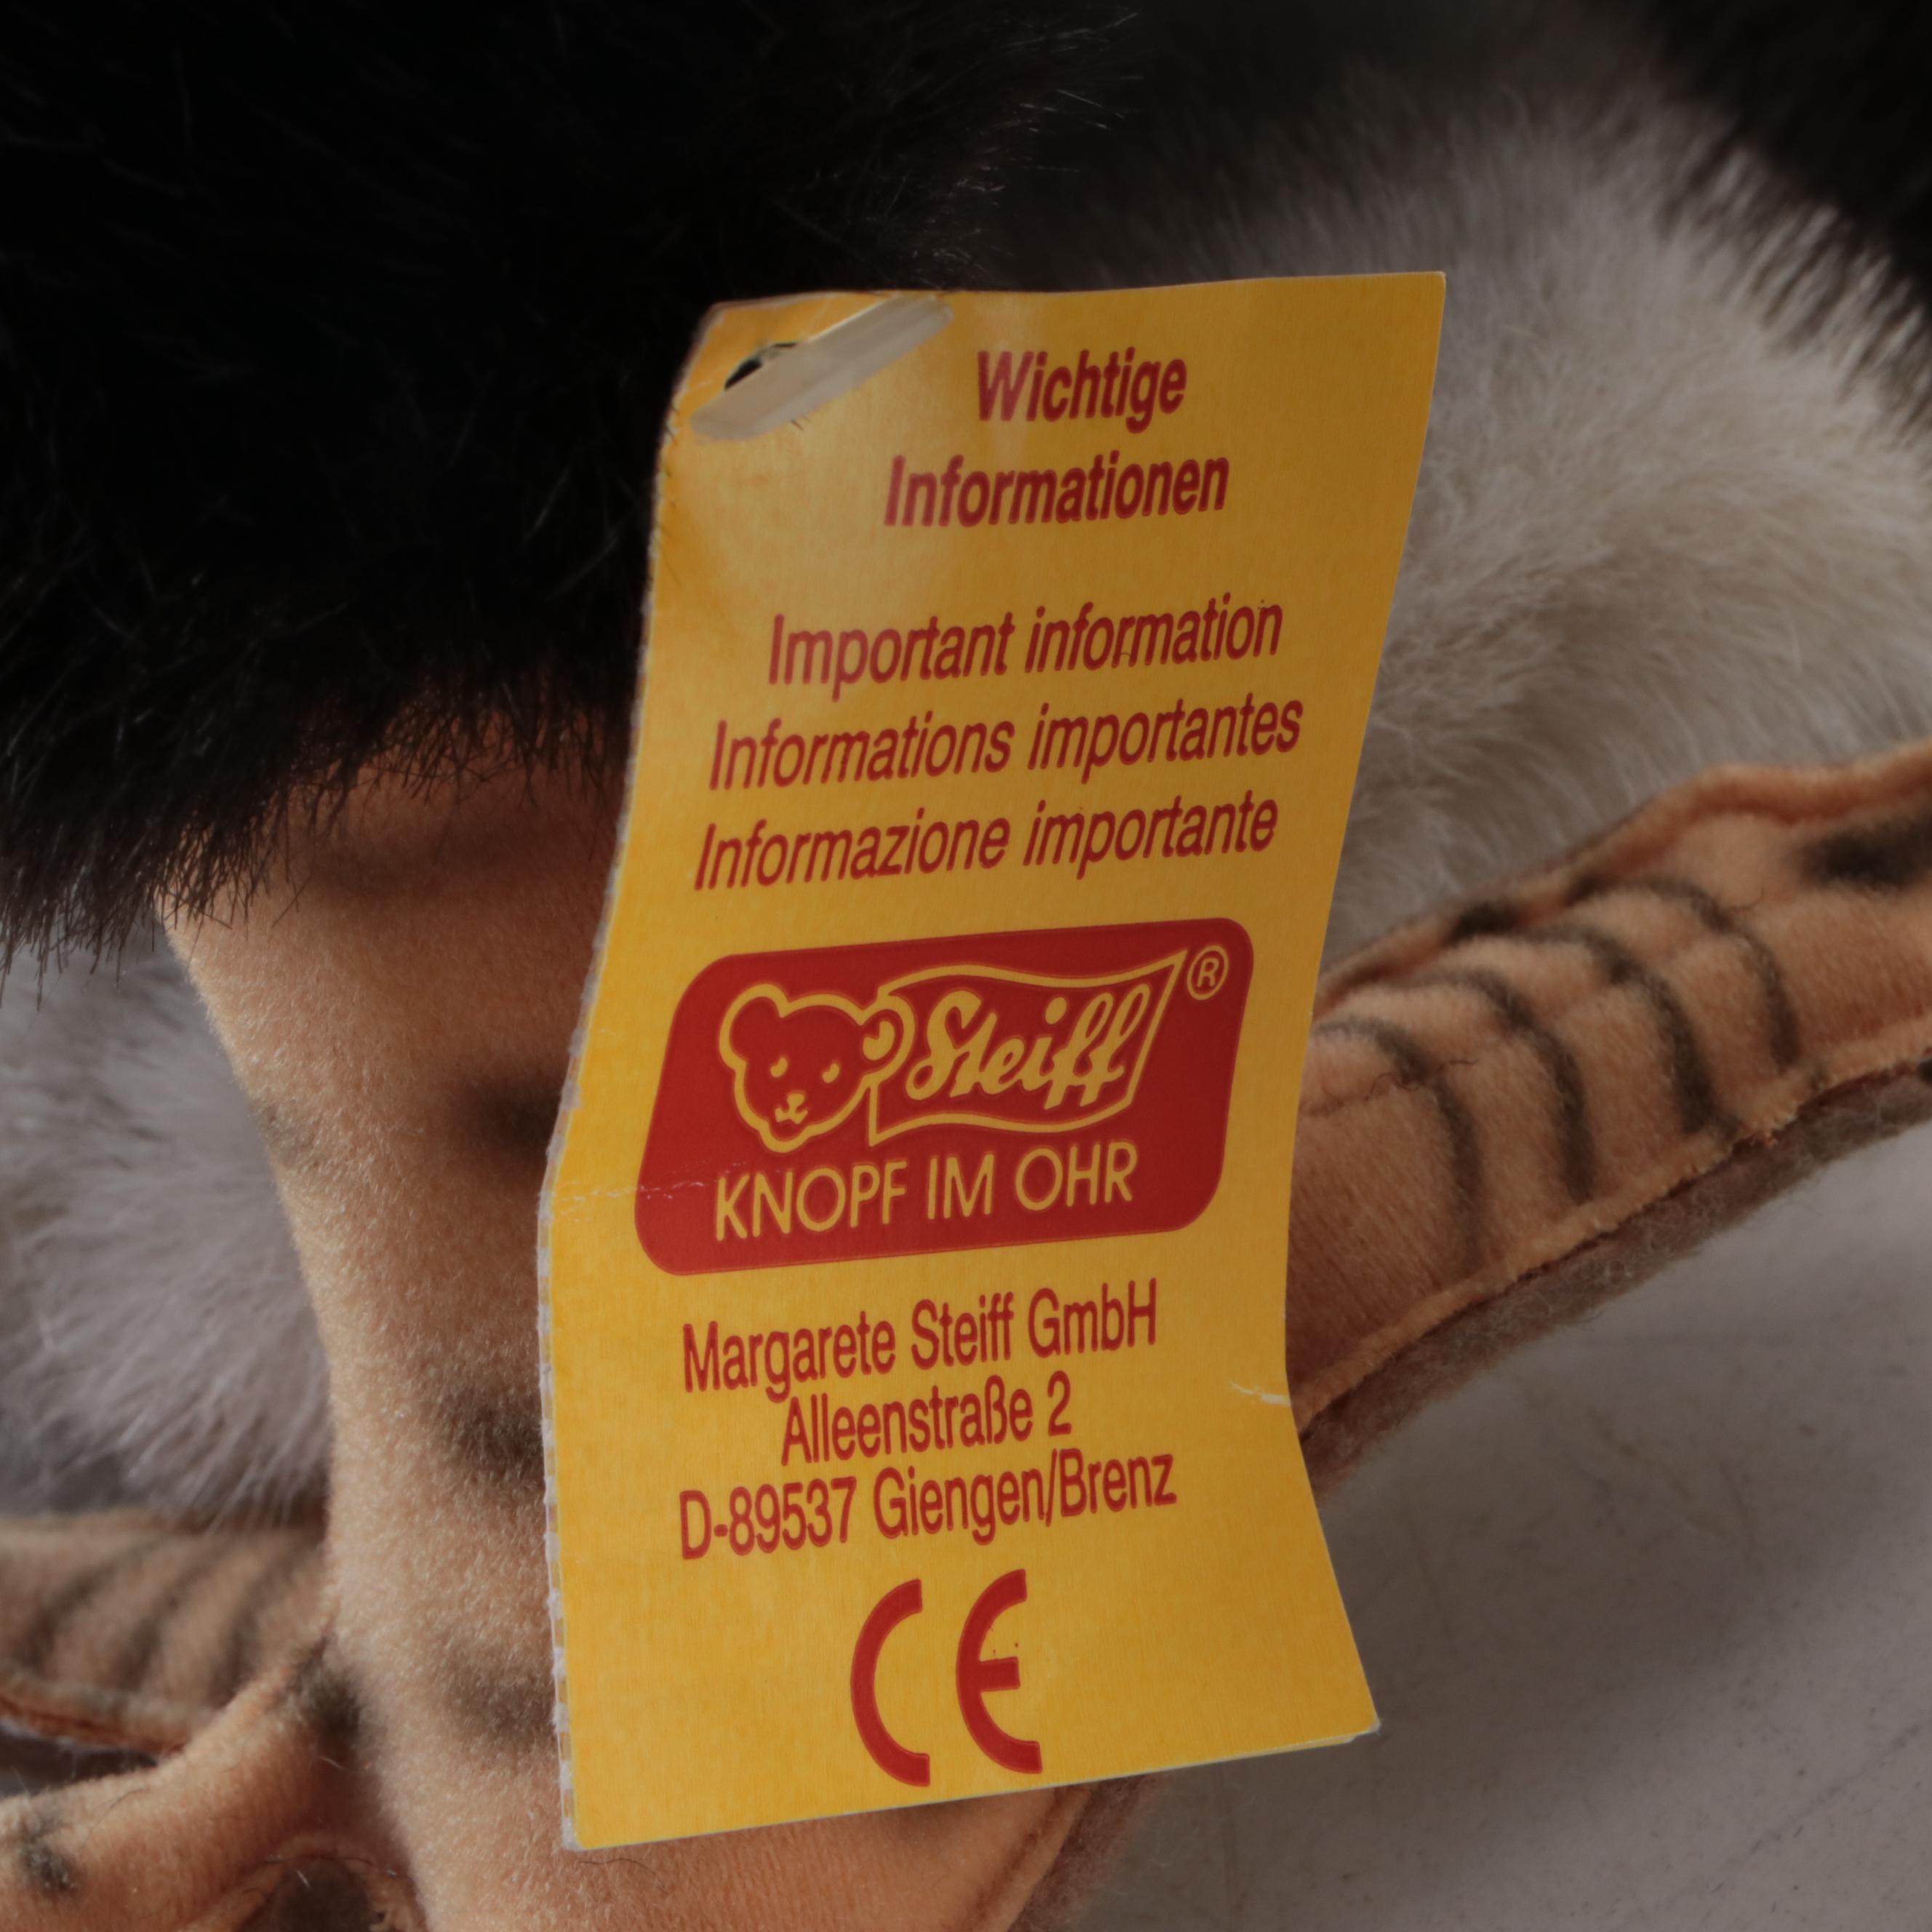 Wichtige
Informationen
Important information
Informations importantes
Informazione importante
Steiff ®
KNOPF IM OHR
Margarete Steiff GmbH
Alleenstraße 2
D-89537 Giengen/Brenz
CE